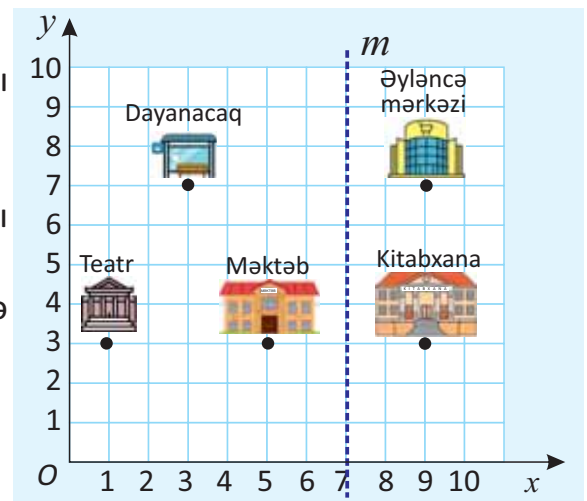 y
m
10
9
8
7
6
5
4
3
2
1
O
1 2 3 4 5 6 7 8 9 10
x
Dayanacaq
Əyləncə
mərkəzi
Teatr
Məktəb
Kitabxana
ı
ı
ə